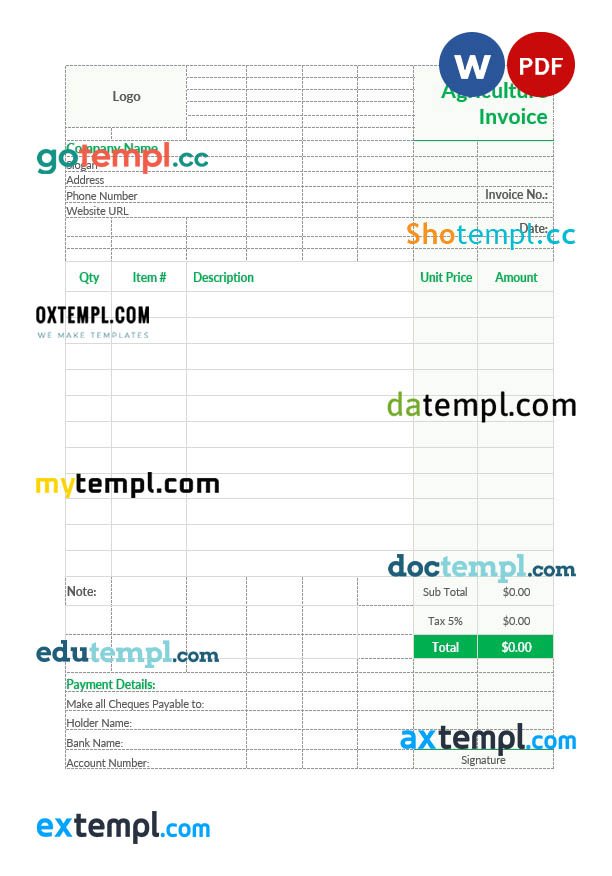 W PDF
Logo
Agriculture
Invoice
Company Name
gotempl.cc
Slogan
Address
Phone Number
Invoice No.:
Website URL
Date:
Shotempl.cc
Qty Item # Description Unit Price Amount
OXTEMPL.COM
WE MAKE TEMPLATES
datempl.com
mytempl.com
doctempl.com
Note: Sub Total $0.00
Tax 5% $0.00
Total $0.00
edutempl.com
Payment Details:
Make all Cheques Payable to:
Holder Name:
Bank Name:
axtempl.com
Account Number: Signature
extempl.com